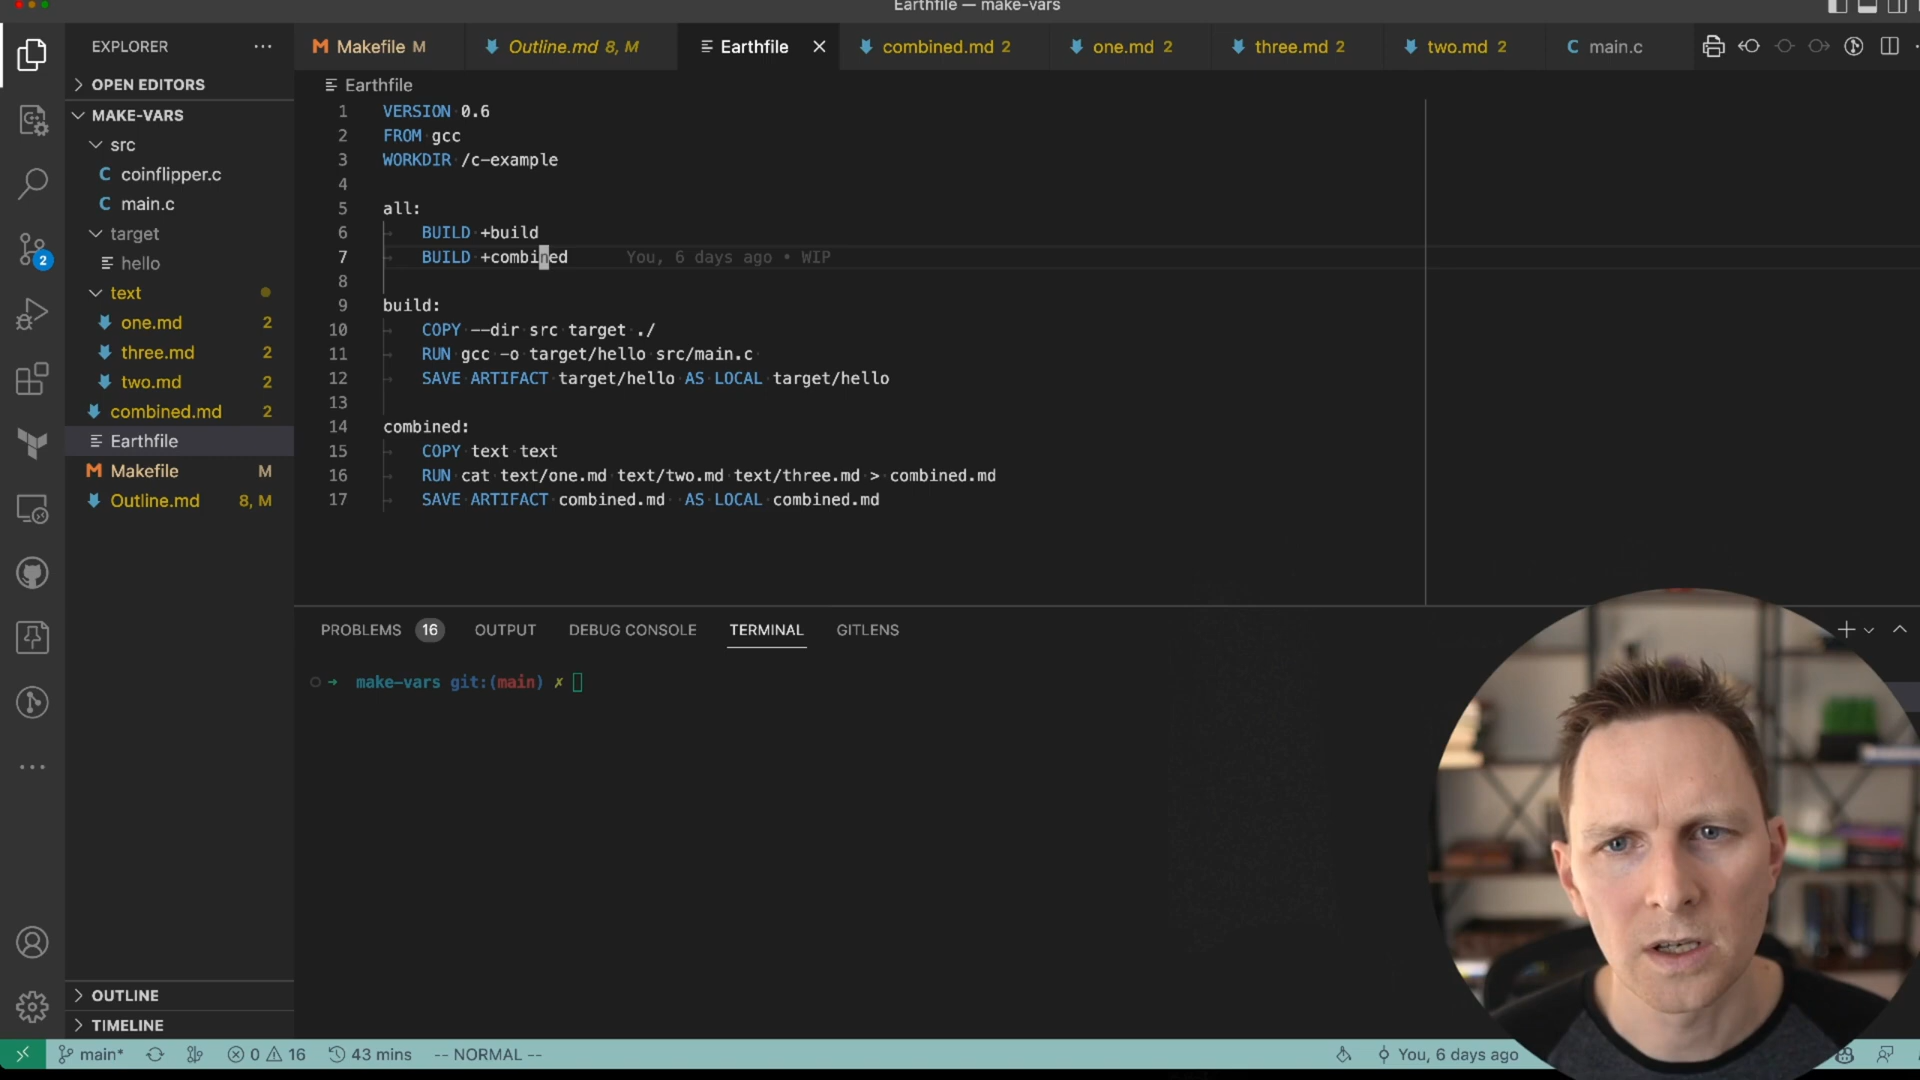 Earthfile — make-vars
EXPLORER
Makefile M
Outline.md 8, M
Earthfile
combined.md 2
one.md 2
three.md 2
two.md 2
C main.c
OPEN EDITORS
MAKE-VARS
src
C coinflipper.c
C main.c
target
hello
text
one.md 2
three.md 2
two.md 2
combined.md 2
Earthfile
Makefile M
Outline.md 8, M
OUTLINE
TIMELINE
2
Earthfile
1 VERSION 0.6
2 FROM gcc
3 WORKDIR /c-example
4
5 all:
6 BUILD +build
7 BUILD +combined You, 6 days ago • WIP
8
9 build:
10 COPY --dir src target ./
11 RUN gcc -o target/hello src/main.c
12 SAVE ARTIFACT target/hello AS LOCAL target/hello
13
14 combined:
15 COPY text text
16 RUN cat text/one.md text/two.md text/three.md > combined.md
17 SAVE ARTIFACT combined.md AS LOCAL combined.md
PROBLEMS 16 OUTPUT DEBUG CONSOLE TERMINAL GITLENS
make-vars git:(main) ✗
main* 0 16 43 mins -- NORMAL -- You, 6 days ago